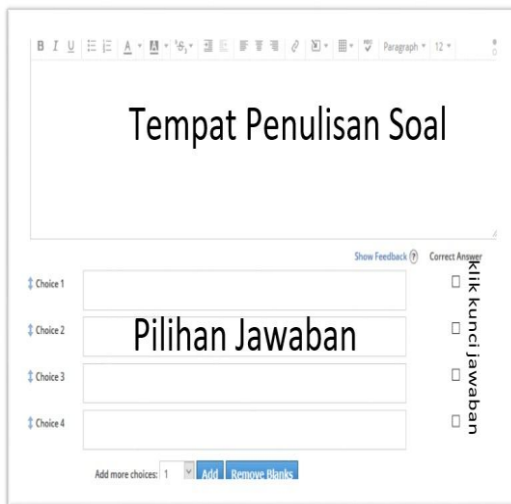 B I U A A Paragraph 12
Tempat Penulisan Soal
Show Feedback ? Correct Answer
klik kunci jawaban
Choice 1
Choice 2
Pilihan Jawaban
Choice 3
Choice 4
Add more choices: 1 Add Remove Blanks